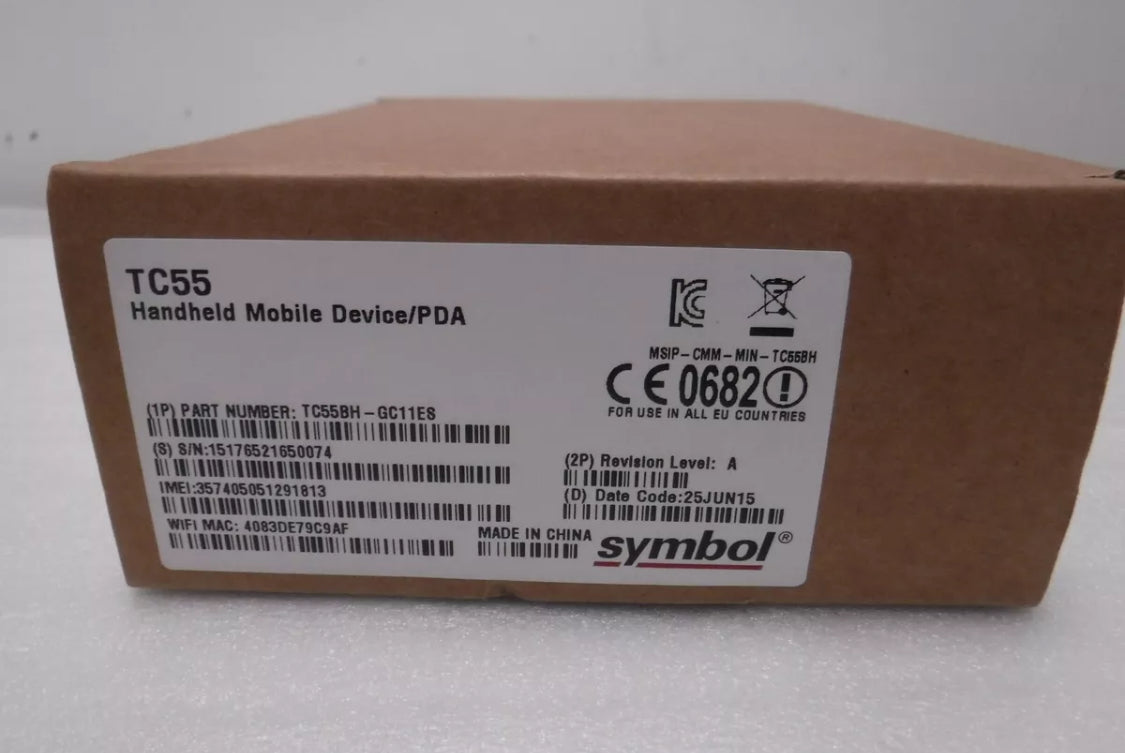 TC55
Handheld Mobile Device/PDA
MSIP-CMM-MIN-TC55BH
CE 0682
FOR USE IN ALL EU COUNTRIES
(1P) PART NUMBER: TC55BH-GC11ES
(S) S/N:15176521650074
IMEI:357405051291813
WIFI MAC: 4083DE79C9AF
(2P) Revision Level: A
(D) Date Code:25JUN15
MADE IN CHINA
symbol®